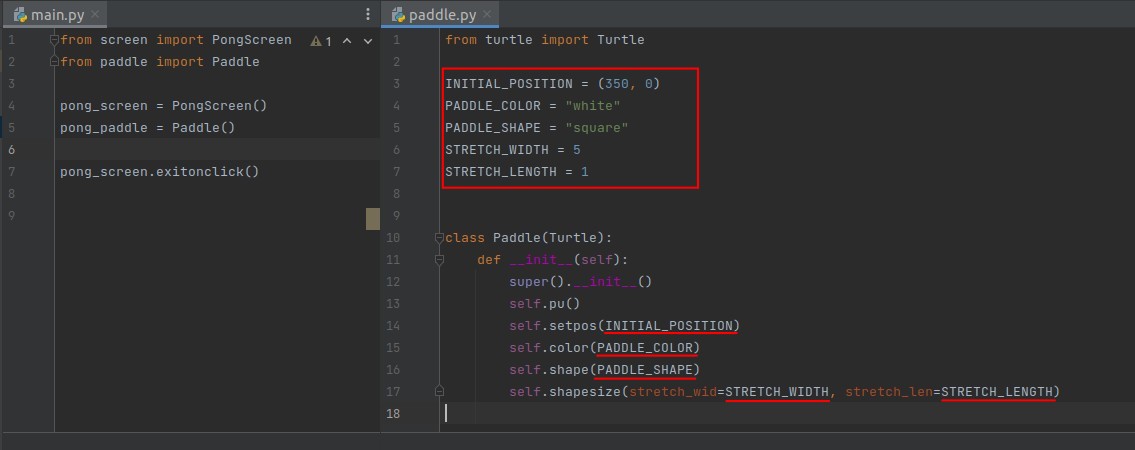 main.py
1 from screen import PongScreen 1
2 from paddle import Paddle
3
4 pong_screen = PongScreen()
5 pong_paddle = Paddle()
6
7 pong_screen.exitonclick()
8
9
paddle.py
1 from turtle import Turtle
2
3 INITIAL_POSITION = (350, 0)
4 PADDLE_COLOR = "white"
5 PADDLE_SHAPE = "square"
6 STRETCH_WIDTH = 5
7 STRETCH_LENGTH = 1
8
9
10 class Paddle(Turtle):
11     def __init__(self):
12         super().__init__()
13         self.pu()
14         self.setpos(INITIAL_POSITION)
15         self.color(PADDLE_COLOR)
16         self.shape(PADDLE_SHAPE)
17         self.shapesize(stretch_wid=STRETCH_WIDTH, stretch_len=STRETCH_LENGTH)
18